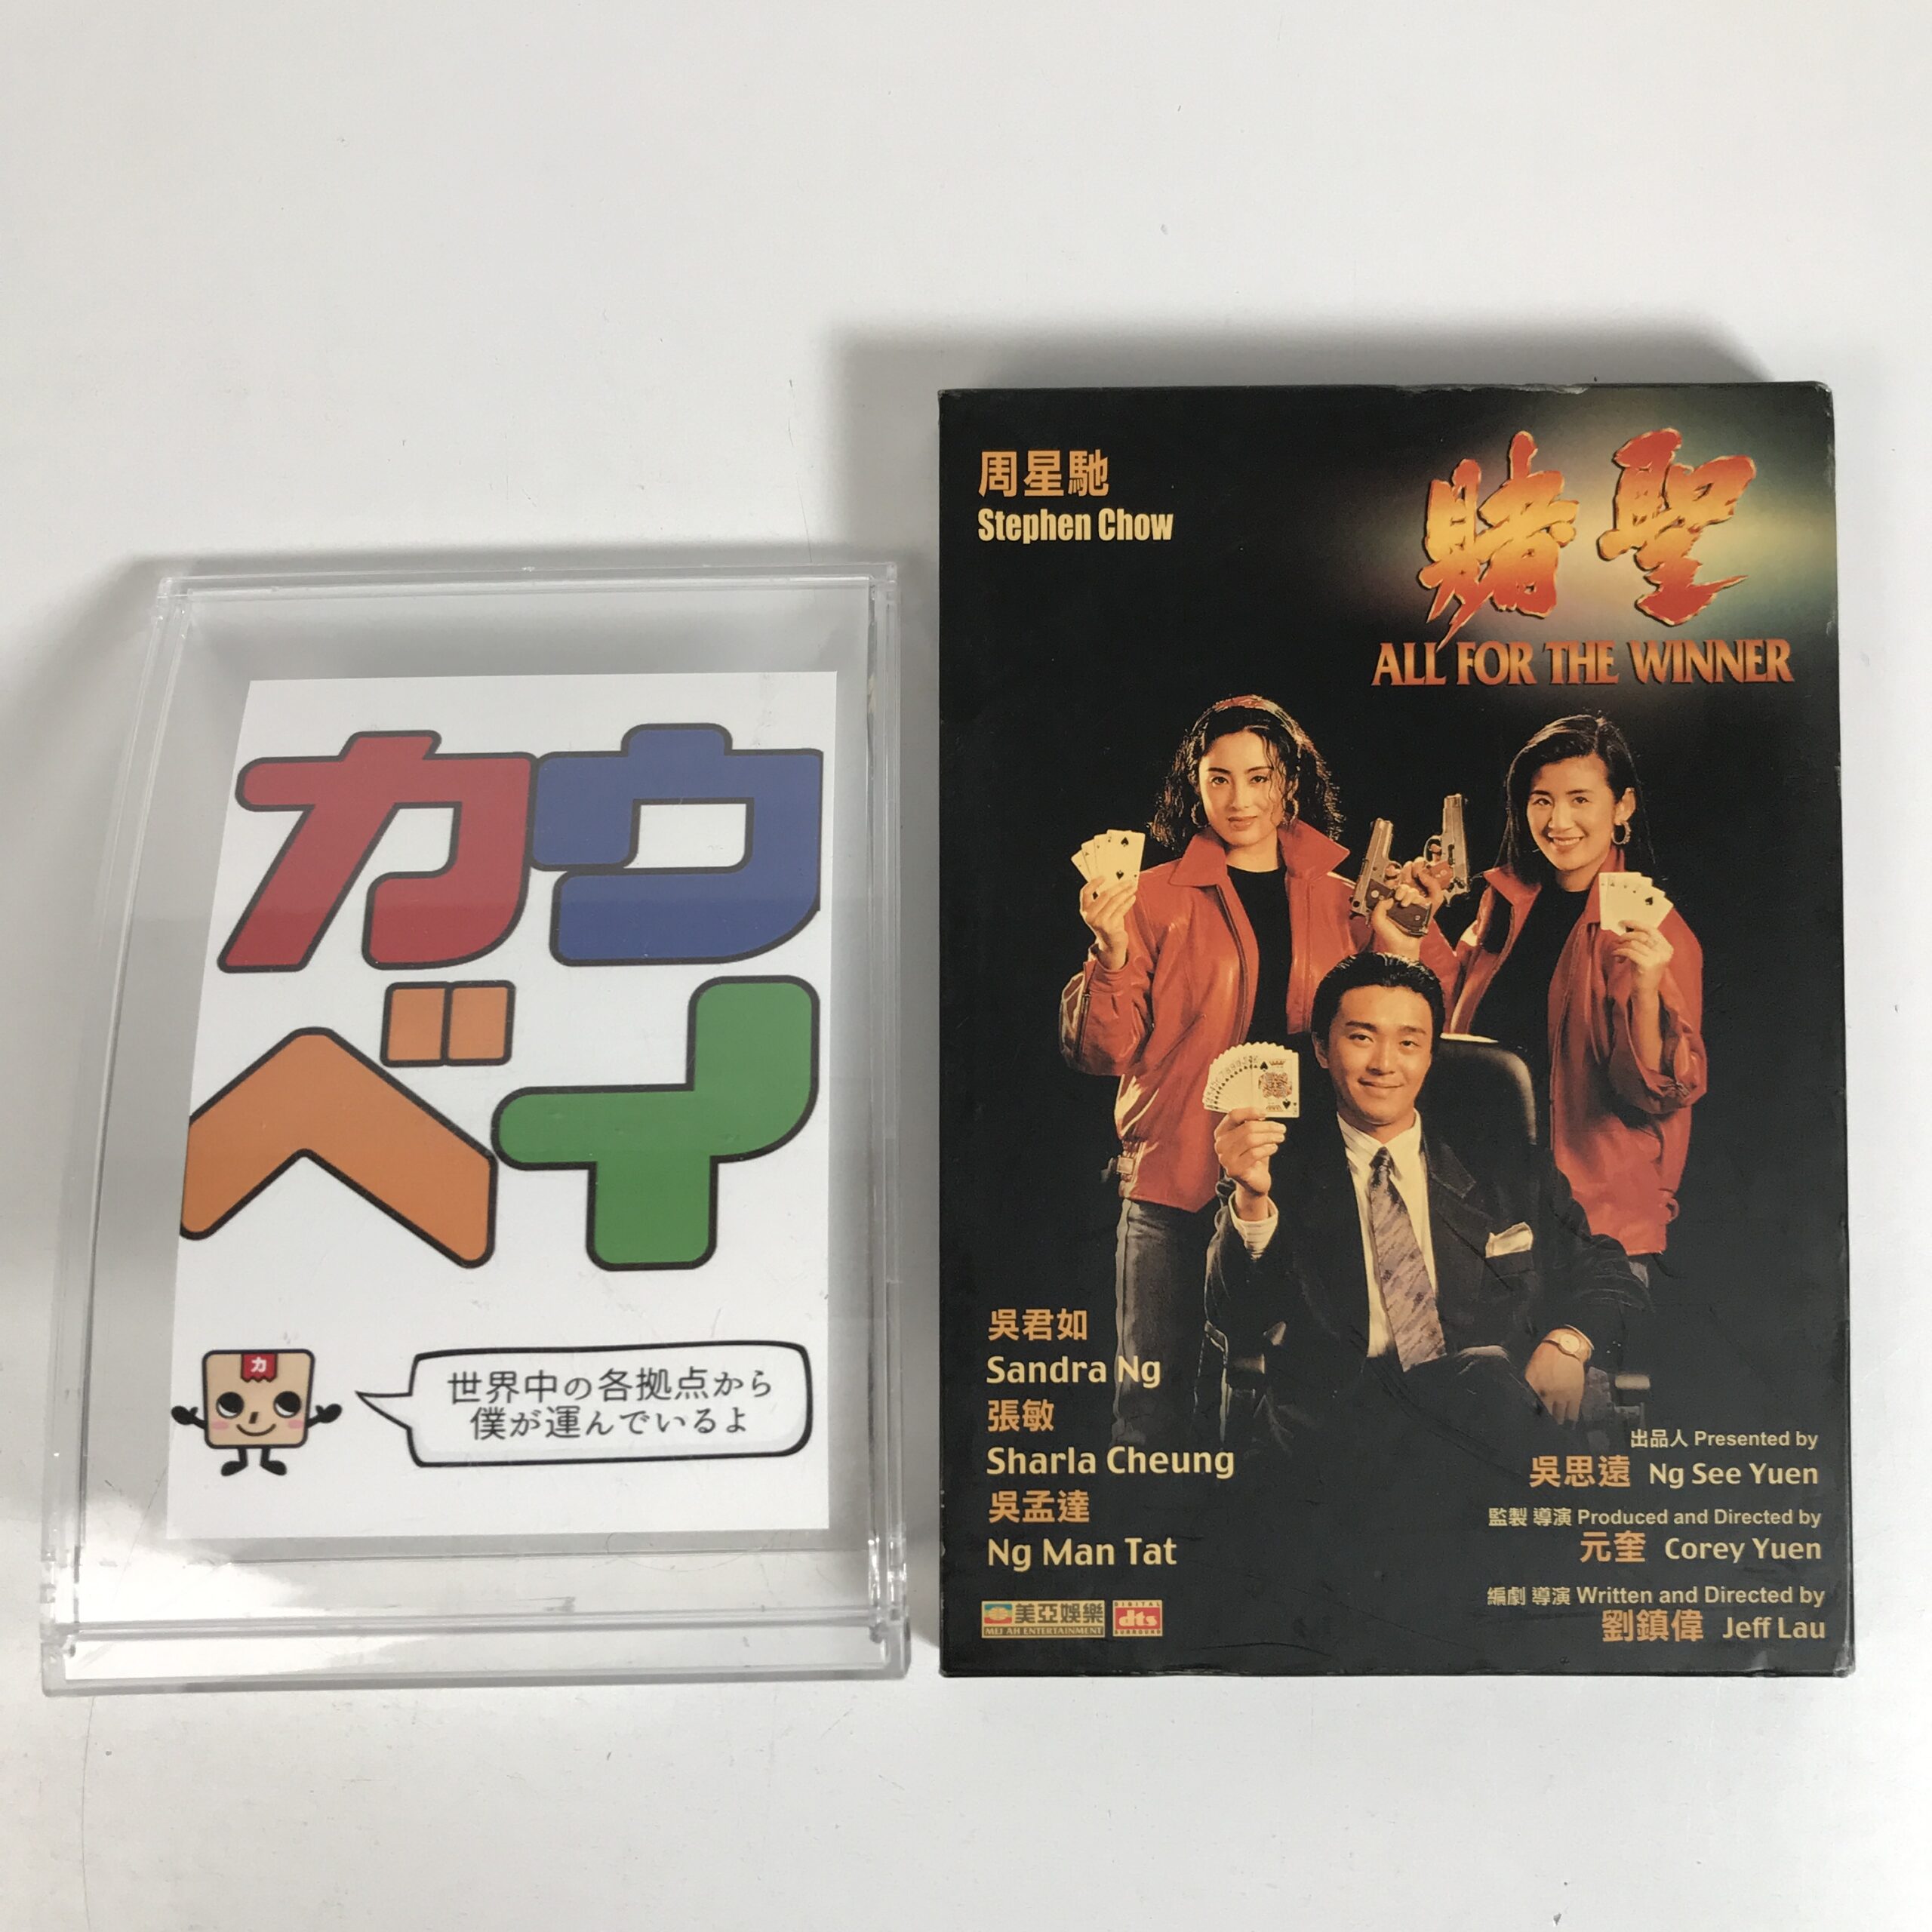 カウ
ベイ
カ
世界中の各拠点から
僕が運んでいるよ
周星馳
Stephen Chow
賭聖
ALL FOR THE WINNER
吳君如
Sandra Ng
張敏
Sharla Cheung
吳孟達
Ng Man Tat
美亞娛樂
MEI AH ENTERTAINMENT
DIGITAL
dts
SURROUND
出品人 Presented by
吳思遠 Ng See Yuen
監製 導演 Produced and Directed by
元奎 Corey Yuen
編劇 導演 Written and Directed by
劉鎮偉 Jeff Lau